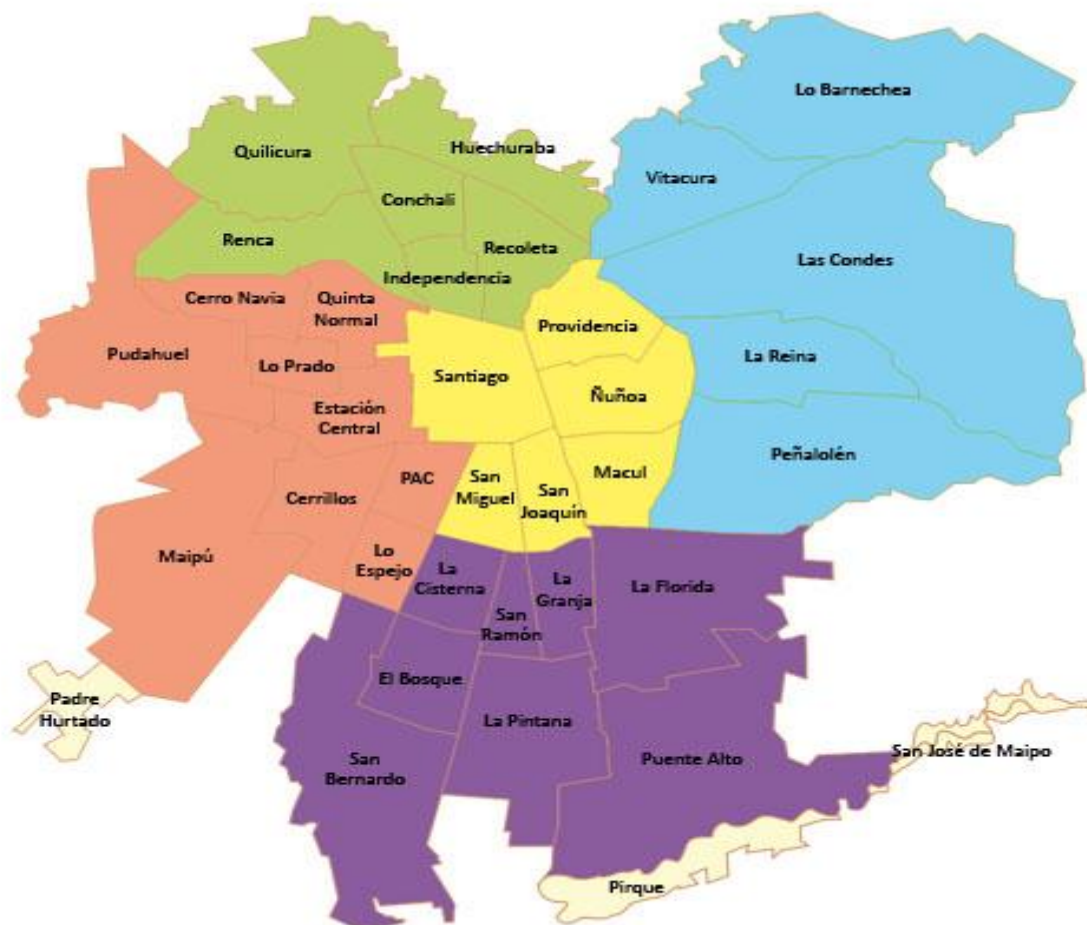 Lo Barnechea
Huechuraba
Quilicura
Vitacura
Conchalí
Renca
Recoleta
Las Condes
Independencia
Cerro Navia
Quinta
Normal
Providencia
Pudahuel
Lo Prado
Santiago
La Reina
Ñuñoa
Estación
Central
Peñalolén
PAC
San
Miguel
San
Joaquín
Macul
Cerrillos
Maipú
Lo
Espejo
La
Cisterna
La
Granja
La Florida
San
Ramón
El Bosque
Padre
Hurtado
La Pintana
San
Bernardo
Puente Alto
San José de Maipo
Pirque